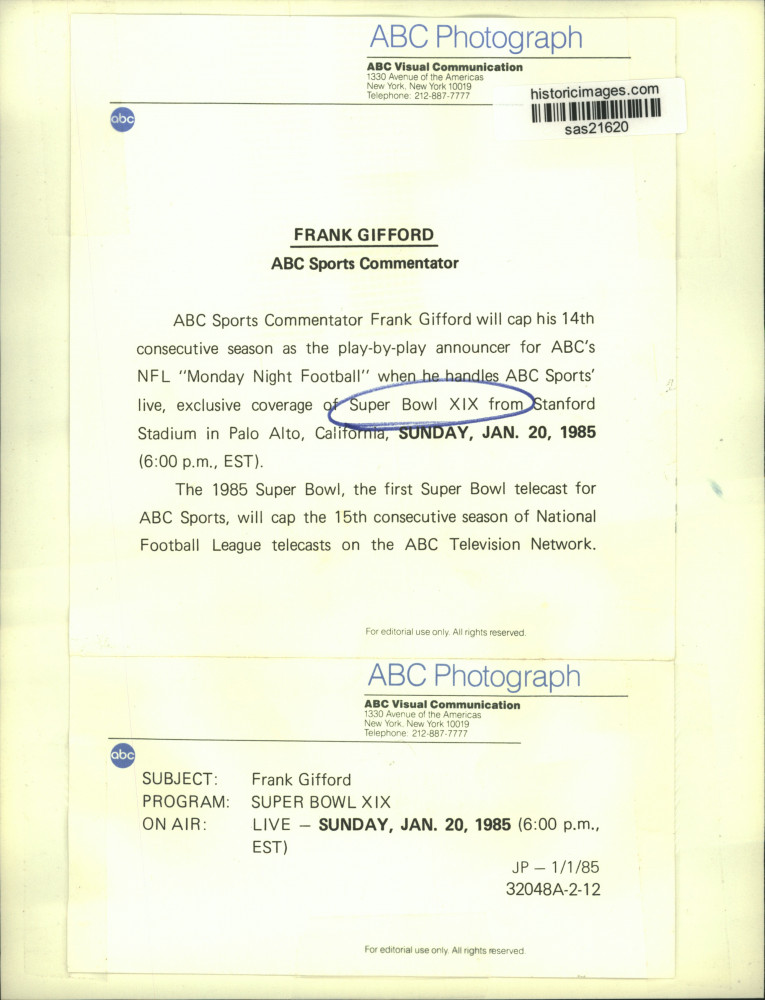 ABC Photograph
ABC Visual Communication
1330 Avenue of the Americas
New York, New York 10019
Telephone: 212-887-7777
historicimages.com
sas21620
abc
FRANK GIFFORD
ABC Sports Commentator
ABC Sports Commentator Frank Gifford will cap his 14th
consecutive season as the play-by-play announcer for ABC's
NFL "Monday Night Football" when he handles ABC Sports'
live, exclusive coverage of Super Bowl XIX from Stanford
Stadium in Palo Alto, California, SUNDAY, JAN. 20, 1985
(6:00 p.m., EST).
The 1985 Super Bowl, the first Super Bowl telecast for
ABC Sports, will cap the 15th consecutive season of National
Football League telecasts on the ABC Television Network.
For editorial use only. All rights reserved.
ABC Photograph
ABC Visual Communication
1330 Avenue of the Americas
New York, New York 10019
Telephone: 212-887-7777
abc
SUBJECT: Frank Gifford
PROGRAM: SUPER BOWL XIX
ON AIR: LIVE — SUNDAY, JAN. 20, 1985 (6:00 p.m.,
EST)
JP — 1/1/85
32048A-2-12
For editorial use only. All rights reserved.